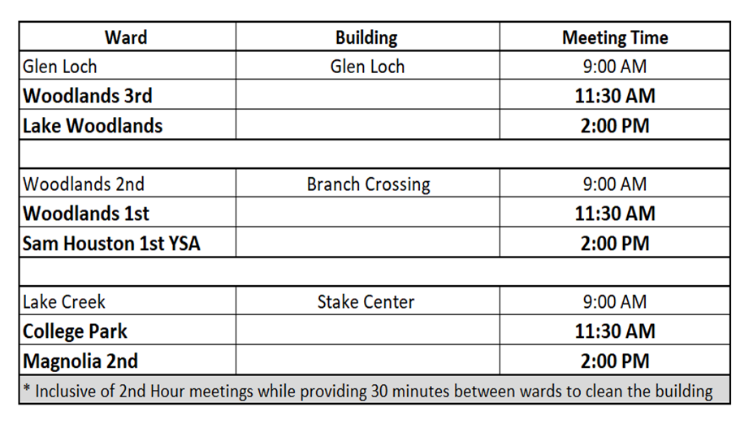 Ward Building Meeting Time
Glen Loch Glen Loch 9:00 AM
Woodlands 3rd 11:30 AM
Lake Woodlands 2:00 PM
Woodlands 2nd Branch Crossing 9:00 AM
Woodlands 1st 11:30 AM
Sam Houston 1st YSA 2:00 PM
Lake Creek Stake Center 9:00 AM
College Park 11:30 AM
Magnolia 2nd 2:00 PM
* Inclusive of 2nd Hour meetings while providing 30 minutes between wards to clean the building